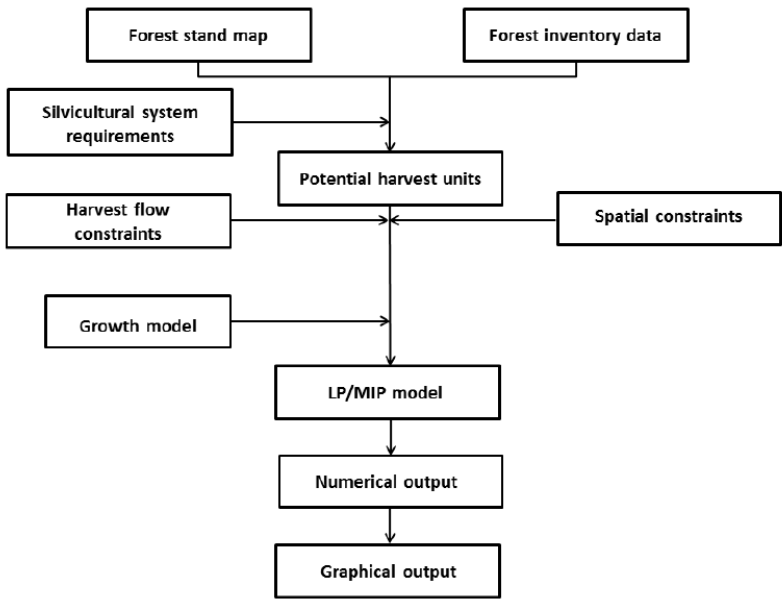 Forest stand map
Forest inventory data
Silvicultural system
requirements
Potential harvest units
Harvest flow
constraints
Spatial constraints
Growth model
LP/MIP model
Numerical output
Graphical output